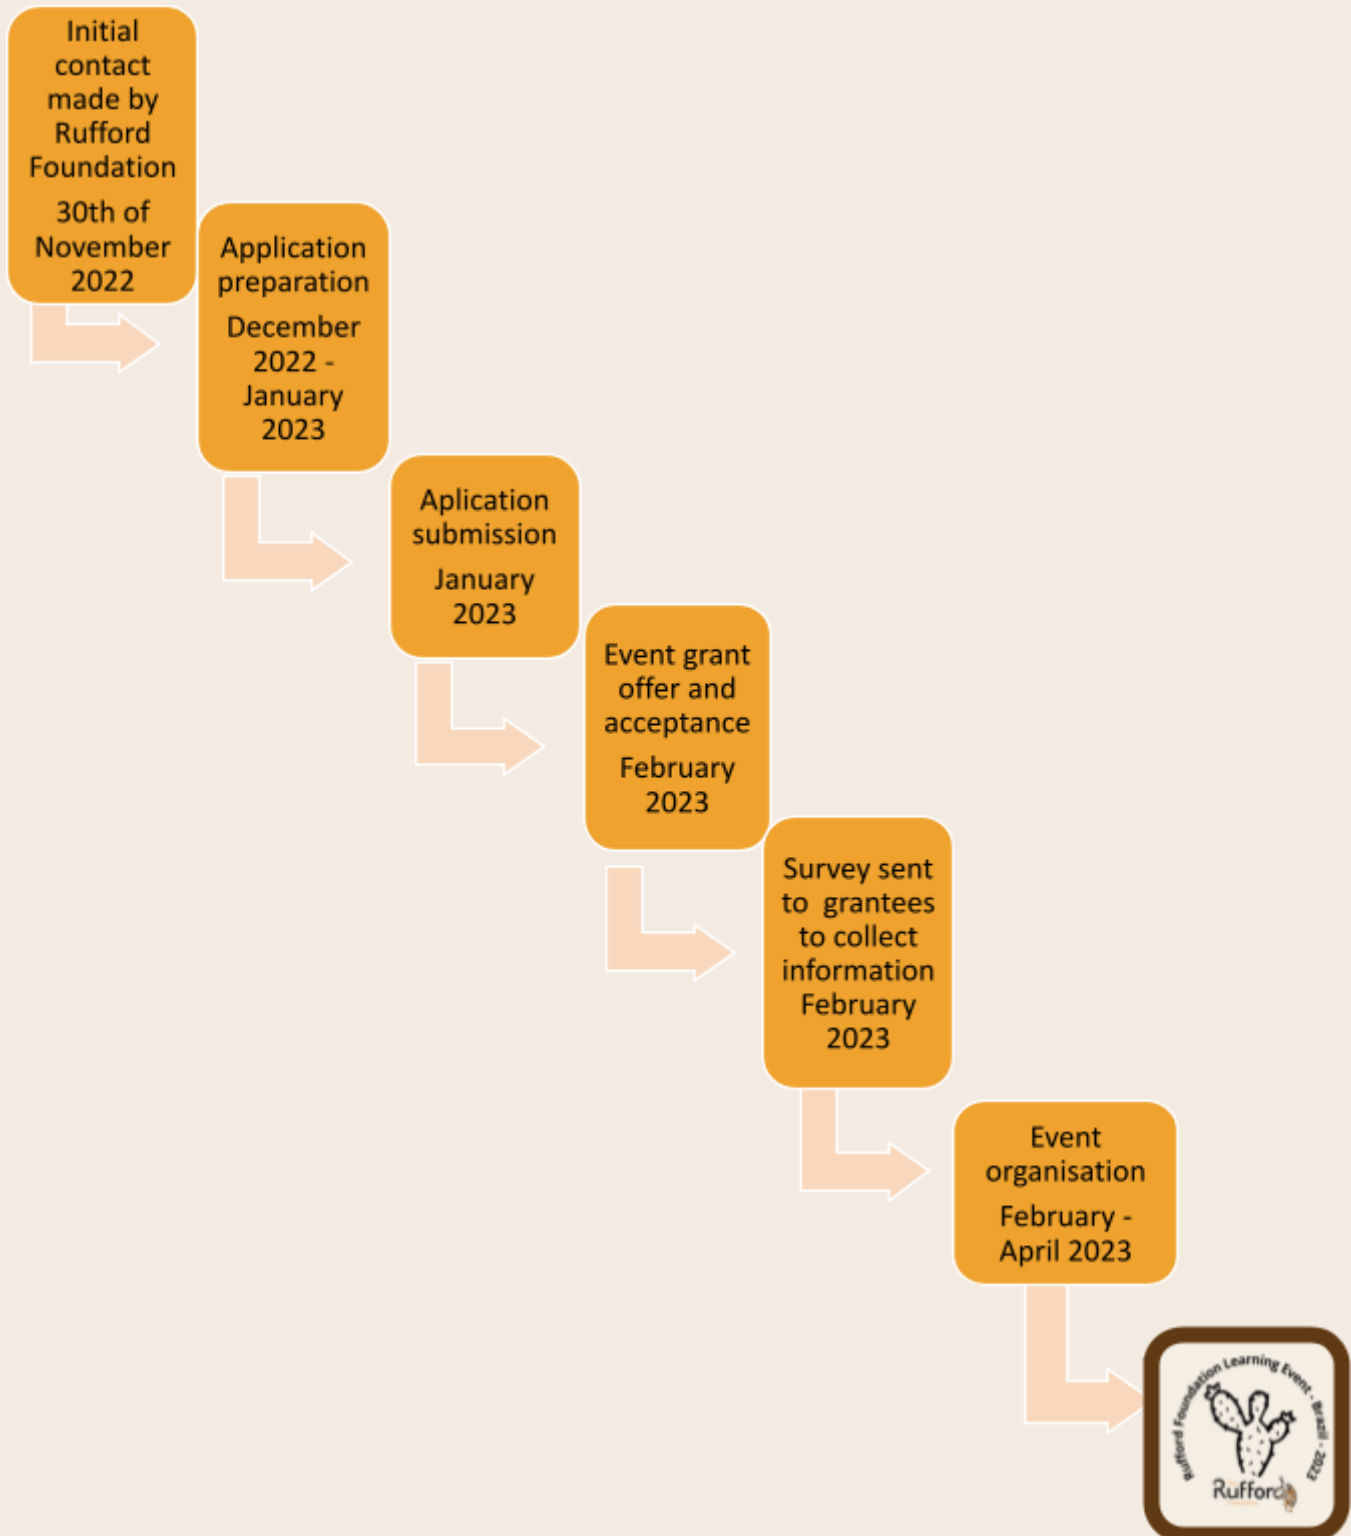 Initial
contact
made by
Rufford
Foundation
30th of
November
2022
Application
preparation
December
2022 -
January
2023
Aplication
submission
January
2023
Event grant
offer and
acceptance
February
2023
Survey sent
to grantees
to collect
information
February
2023
Event
organisation
February -
April 2023
Rufford Foundation Learning Event - Brazil - 2023
Rufford